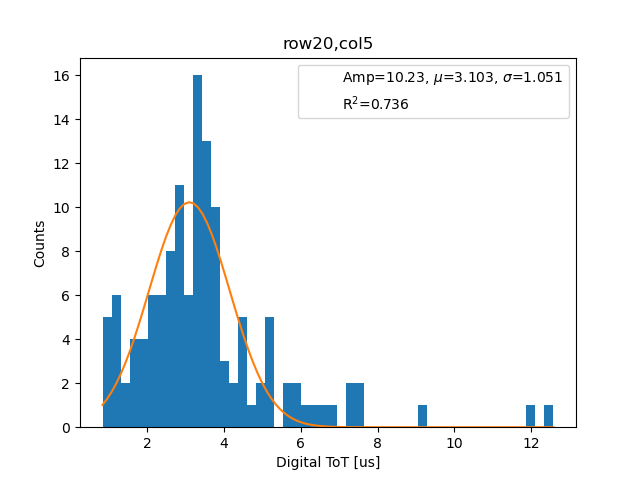 row20,col5
Amp=10.23, μ=3.103, σ=1.051
R²=0.736
16
14
12
10
8
6
4
2
0
Counts
2 4 6 8 10 12
Digital ToT [us]